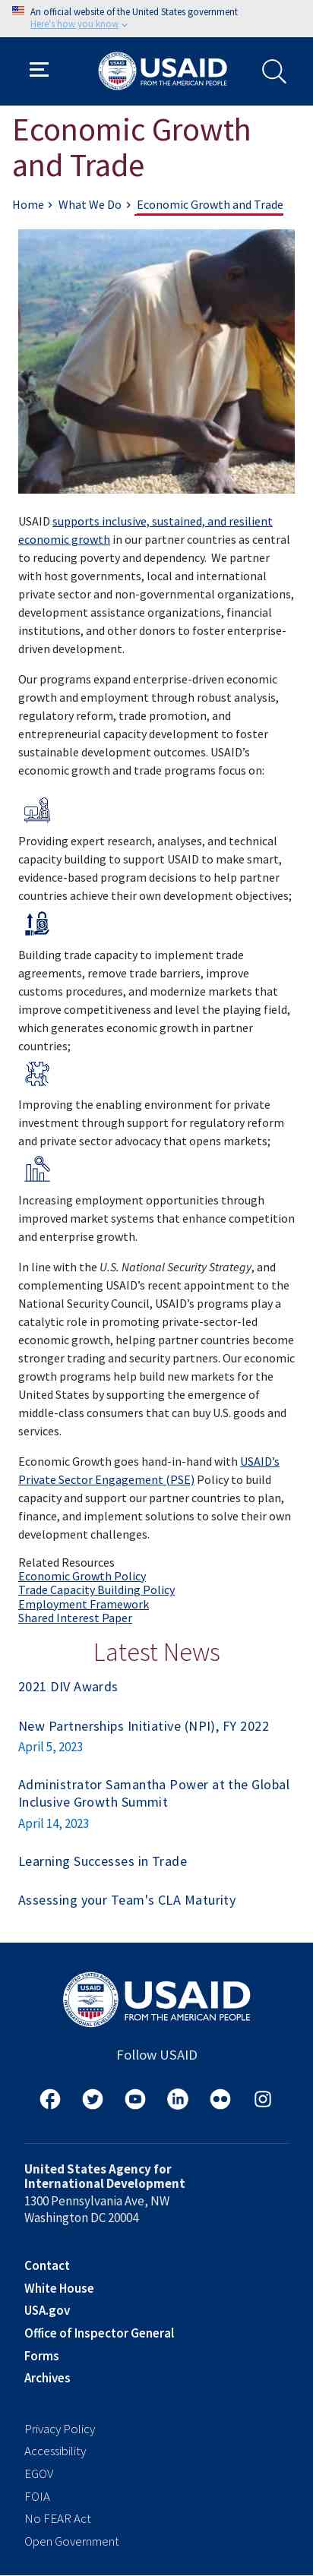 An official website of the United States government
Here's how you know
USAID
FROM THE AMERICAN PEOPLE
Economic Growth
and Trade
Home › What We Do › Economic Growth and Trade
USAID supports inclusive, sustained, and resilient
economic growth in our partner countries as central
to reducing poverty and dependency.  We partner
with host governments, local and international
private sector and non-governmental organizations,
development assistance organizations, financial
institutions, and other donors to foster enterprise-
driven development.
Our programs expand enterprise-driven economic
growth and employment through robust analysis,
regulatory reform, trade promotion, and
entrepreneurial capacity development to foster
sustainable development outcomes. USAID’s
economic growth and trade programs focus on:
Providing expert research, analyses, and technical
capacity building to support USAID to make smart,
evidence-based program decisions to help partner
countries achieve their own development objectives;
Building trade capacity to implement trade
agreements, remove trade barriers, improve
customs procedures, and modernize markets that
improve competitiveness and level the playing field,
which generates economic growth in partner
countries;
Improving the enabling environment for private
investment through support for regulatory reform
and private sector advocacy that opens markets;
Increasing employment opportunities through
improved market systems that enhance competition
and enterprise growth.
In line with the U.S. National Security Strategy, and
complementing USAID’s recent appointment to the
National Security Council, USAID’s programs play a
catalytic role in promoting private-sector-led
economic growth, helping partner countries become
stronger trading and security partners. Our economic
growth programs help build new markets for the
United States by supporting the emergence of
middle-class consumers that can buy U.S. goods and
services.
Economic Growth goes hand-in-hand with USAID’s
Private Sector Engagement (PSE) Policy to build
capacity and support our partner countries to plan,
finance, and implement solutions to solve their own
development challenges.
Related Resources
Economic Growth Policy
Trade Capacity Building Policy
Employment Framework
Shared Interest Paper
Latest News
2021 DIV Awards
New Partnerships Initiative (NPI), FY 2022
April 5, 2023
Administrator Samantha Power at the Global
Inclusive Growth Summit
April 14, 2023
Learning Successes in Trade
Assessing your Team's CLA Maturity
USAID
FROM THE AMERICAN PEOPLE
Follow USAID
United States Agency for
International Development
1300 Pennsylvania Ave, NW
Washington DC 20004
Contact
White House
USA.gov
Office of Inspector General
Forms
Archives
Privacy Policy
Accessibility
EGOV
FOIA
No FEAR Act
Open Government